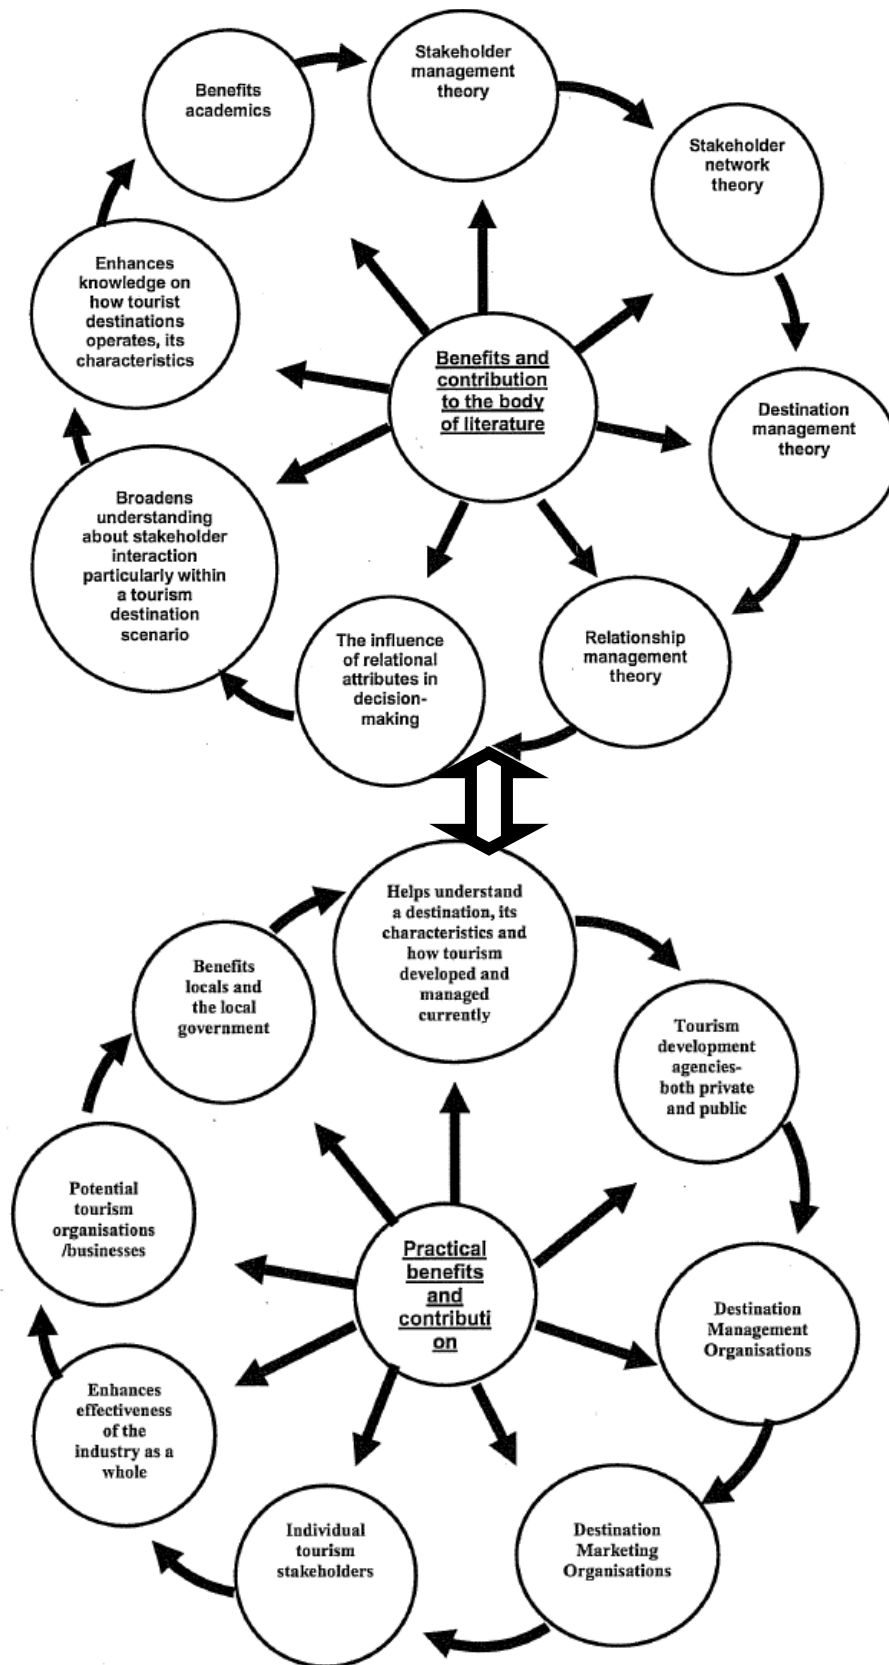 Stakeholder
management
theory
Benefits
academics
Stakeholder
network
theory
Enhances
knowledge on
how tourist
destinations
operates, its
characteristics
Benefits and
contribution
to the body
of literature
Destination
management
theory
Broadens
understanding
about stakeholder
interaction
particularly within
a tourism
destination
scenario
The influence
of relational
attributes in
decision-
making
Relationship
management
theory
Helps understand
a destination, its
characteristics and
how tourism
developed and
managed
currently
Benefits
locals and
the local
government
Tourism
development
agencies-
both private
and public
Potential
tourism
organisations
/businesses
Practical
benefits
and
contributi
on
Destination
Management
Organisations
Enhances
effectiveness
of the
industry as a
whole
Individual
tourism
stakeholders
Destination
Marketing
Organisations